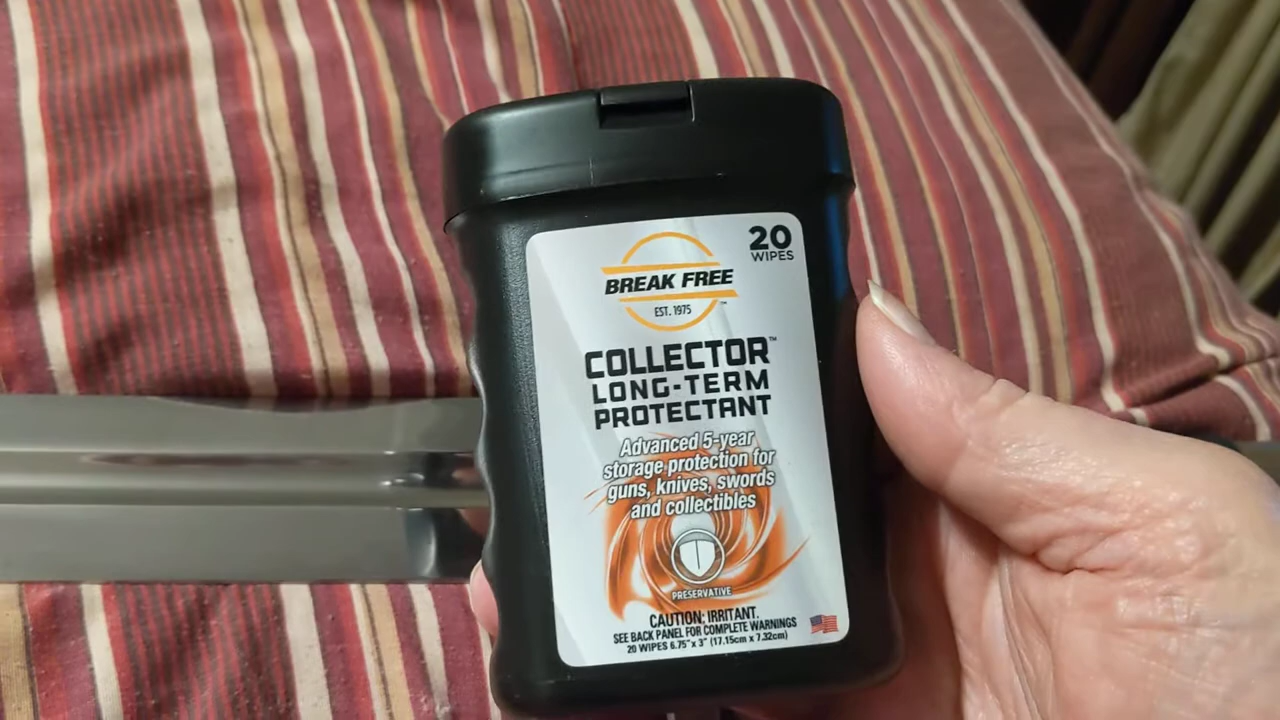 20
WIPES
BREAK FREE™
EST. 1975
COLLECTOR™
LONG-TERM
PROTECTANT
Advanced 5-year
storage protection for
guns, knives, swords
and collectibles
PRESERVATIVE
CAUTION: IRRITANT.
SEE BACK PANEL FOR COMPLETE WARNINGS
20 WIPES 6.75" x 3" (17.15cm x 7.32cm)